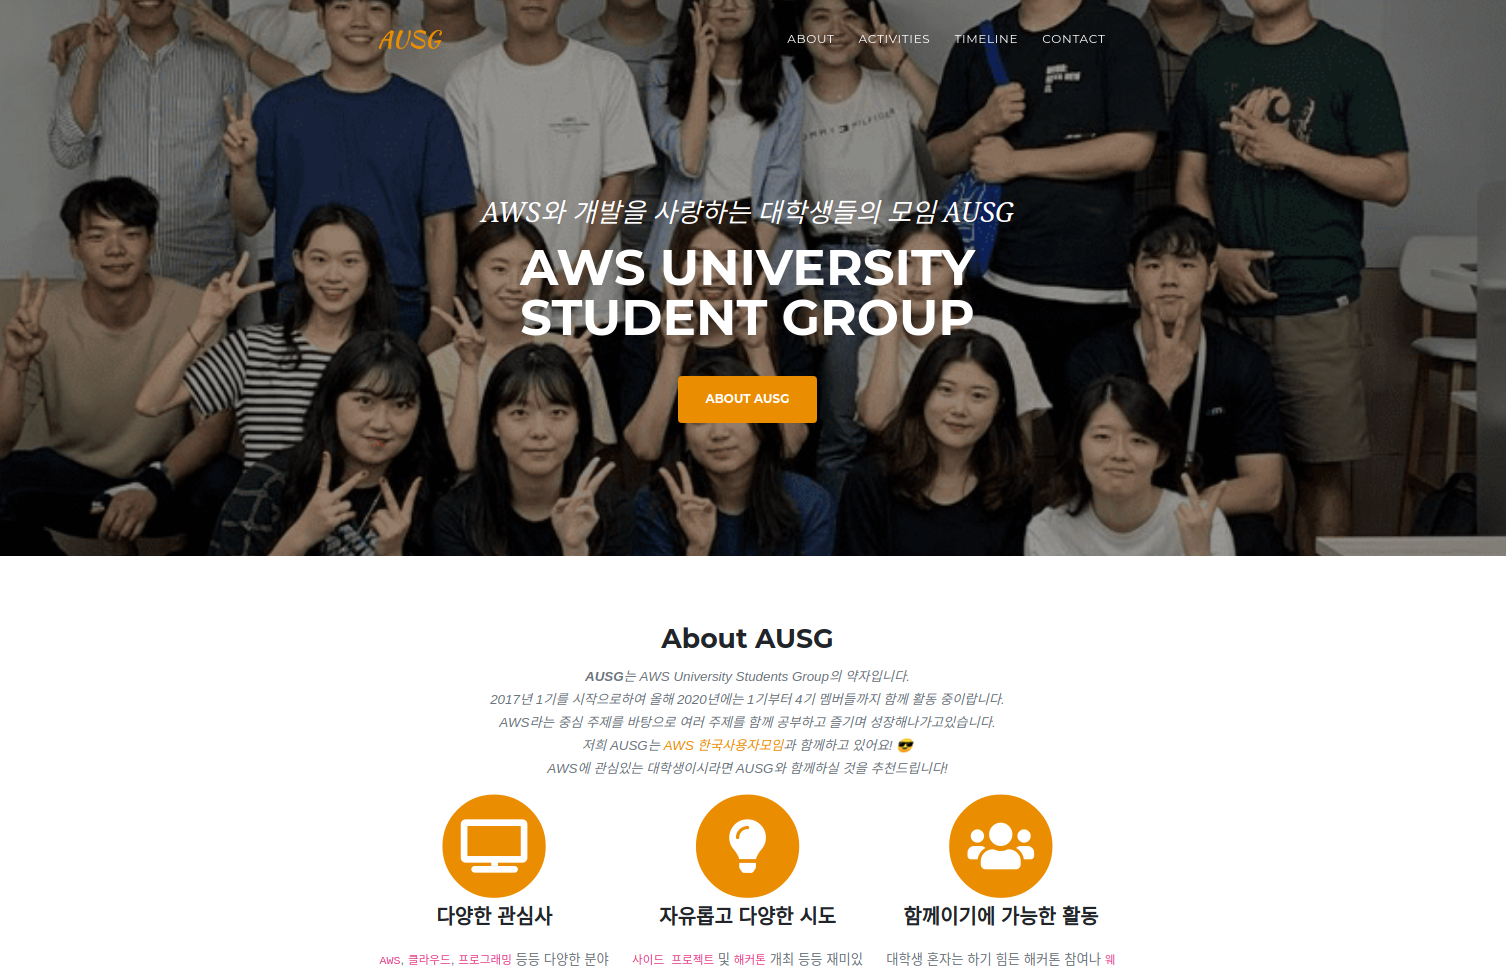 AUSG
ABOUT ACTIVITIES TIMELINE CONTACT
TOMMY HILFIGER
AWS와 개발을 사랑하는 대학생들의 모임 AUSG
AWS UNIVERSITY
STUDENT GROUP
ABOUT AUSG
About AUSG
AUSG는 AWS University Students Group의 약자입니다.
2017년 1기를 시작으로하여 올해 2020년에는 1기부터 4기 멤버들까지 함께 활동 중이랍니다.
AWS라는 중심 주제를 바탕으로 여러 주제를 함께 공부하고 즐기며 성장해나가고있습니다.
저희 AUSG는 AWS 한국사용자모임과 함께하고 있어요! 😎
AWS에 관심있는 대학생이시라면 AUSG와 함께하실 것을 추천드립니다!
다양한 관심사
자유롭고 다양한 시도
함께이기에 가능한 활동
AWS, 클라우드, 프로그래밍 등등 다양한 분야
사이드 프로젝트 및 해커톤 개최 등등 재미있
대학생 혼자는 하기 힘든 해커톤 참여나 웨